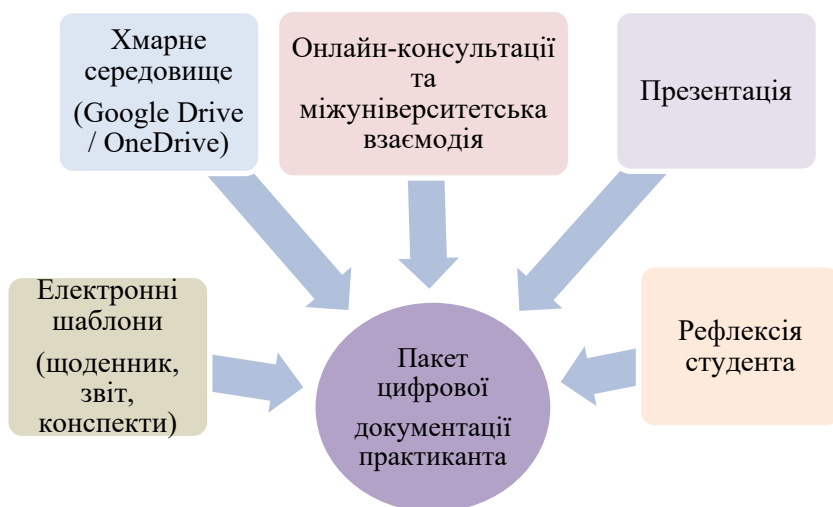 Хмарне
середовище
(Google Drive
/ OneDrive)
Онлайн-консультації
та
міжуніверситетська
взаємодія
Презентація
Електронні
шаблони
(щоденник,
звіт,
конспекти)
Пакет
цифрової
документації
практиканта
Рефлексія
студента